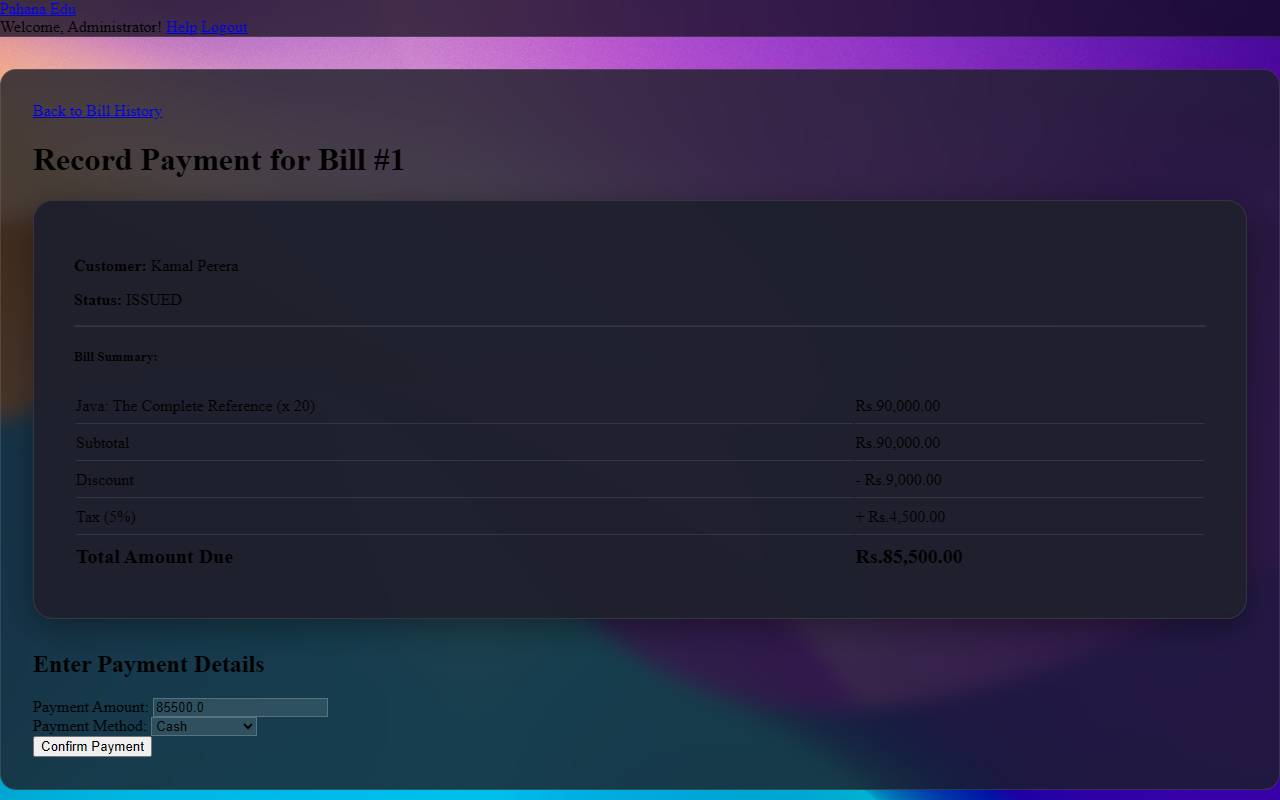 Pahana Edu
Welcome, Administrator! Help Logout
Back to Bill History
Record Payment for Bill #1
Customer: Kamal Perera
Status: ISSUED
Bill Summary:
Java: The Complete Reference (x 20) Rs.90,000.00
Subtotal Rs.90,000.00
Discount - Rs.9,000.00
Tax (5%) + Rs.4,500.00
Total Amount Due Rs.85,500.00
Enter Payment Details
Payment Amount: 85500.0
Payment Method: Cash
Confirm Payment